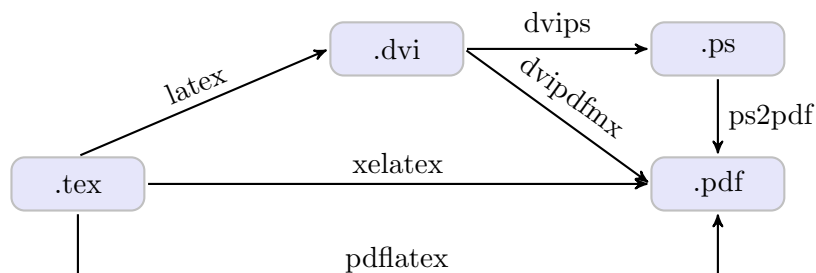 dvips
.dvi
.ps
latex
dvipdfmx
ps2pdf
.tex
xelatex
.pdf
pdflatex